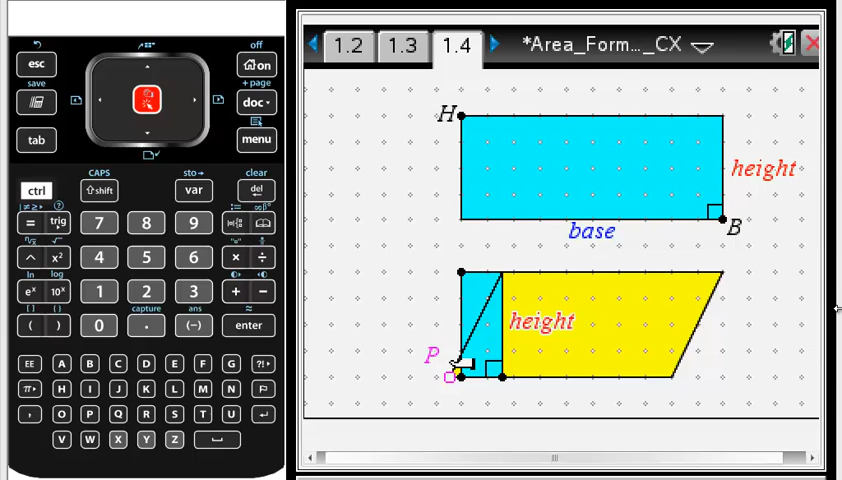 off
esc
on
save
+ page
doc
tab
menu
CAPS
sto→
clear
ctrl
⇧shift
var
del
= trig 7 8 9
^ x² 4 5 6 × ÷
ln log
eˣ 10ˣ 1 2 3 + −
capture ans
( ) 0 . (−) enter
EE A B C D E F G ?!
π H I J K L M N
, O P Q R S T U
V W X Y Z
1.2 1.3 1.4 *Area_Form..._CX
H
height
base B
height
P